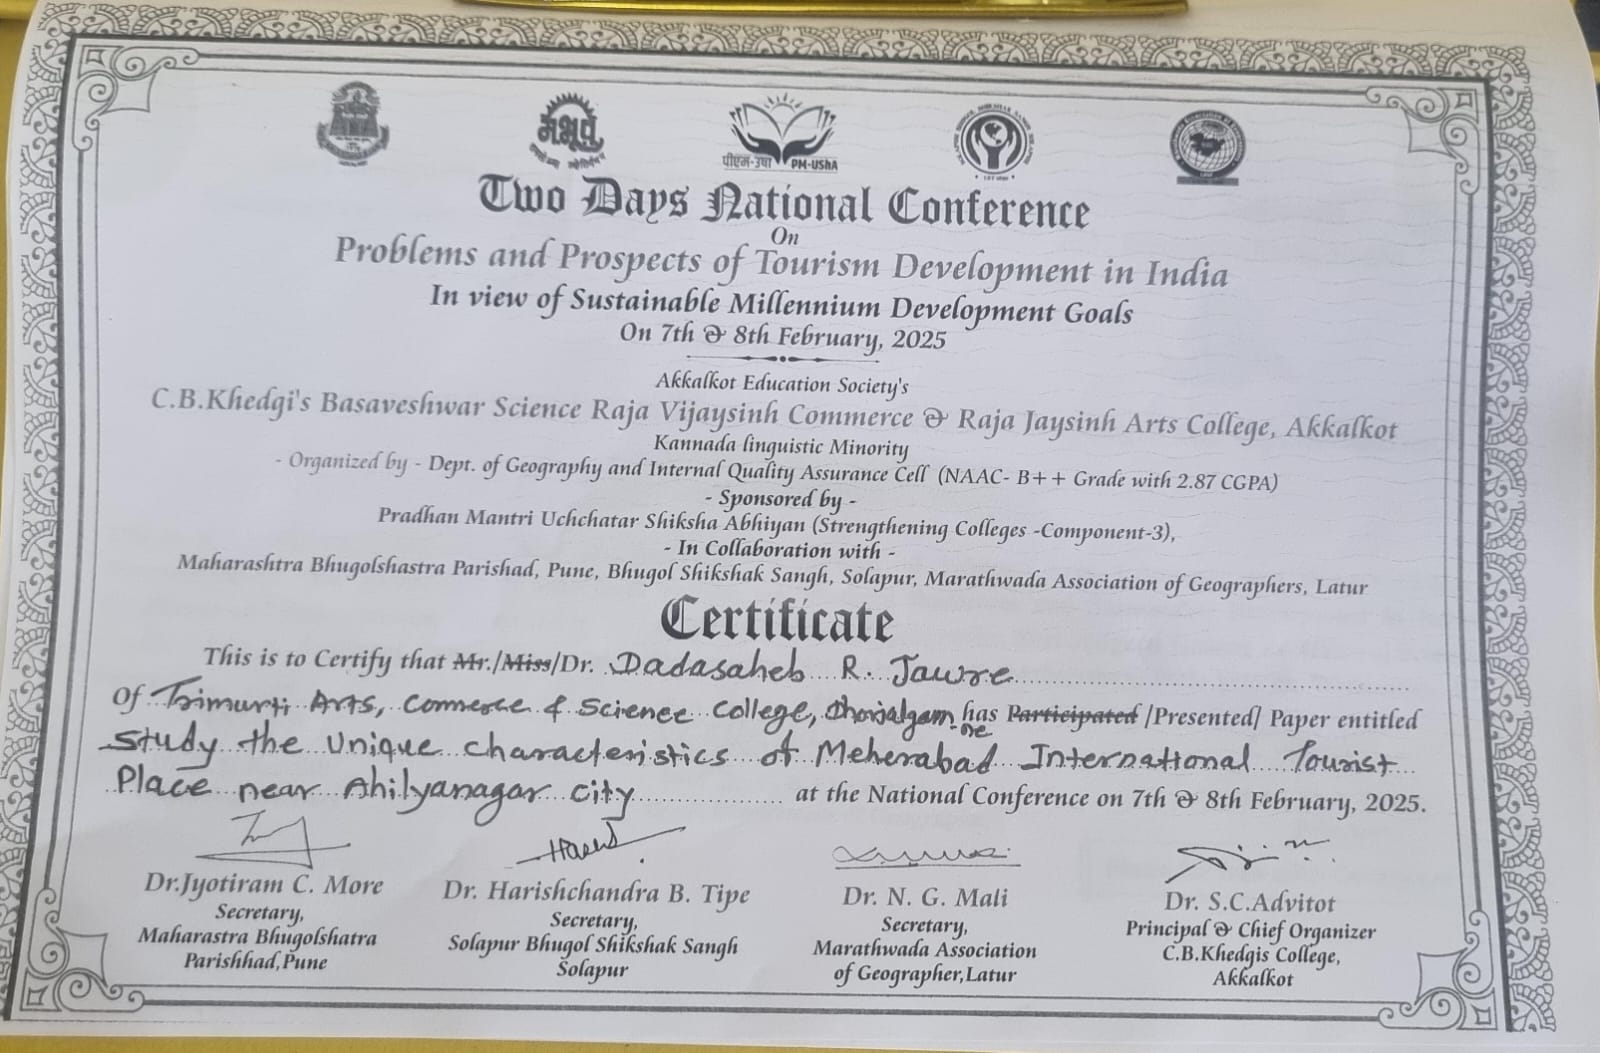 पीएम-उषा PM-USHA
Two Days National Conference
On
Problems and Prospects of Tourism Development in India
In view of Sustainable Millennium Development Goals
On 7th & 8th February, 2025
Akkalkot Education Society's
C.B.Khedgi's Basaveshwar Science Raja Vijaysinh Commerce & Raja Jaysinh Arts College, Akkalkot
Kannada linguistic Minority
- Organized by - Dept. of Geography and Internal Quality Assurance Cell (NAAC- B++ Grade with 2.87 CGPA)
- Sponsored by -
Pradhan Mantri Uchchatar Shiksha Abhiyan (Strengthening Colleges -Component-3),
- In Collaboration with -
Maharashtra Bhugolshastra Parishad, Pune, Bhugol Shikshak Sangh, Solapur, Marathwada Association of Geographers, Latur
Certificate
This is to Certify that Mr./Miss/Dr. Dadasaheb R. Jawre
Of Trimurti Arts, Commerce & Science College, has Participated /Presented/ Paper entitled
Study the Unique Characteristics of Meherabad International Tourist
Place near Ahilyanagar City at the National Conference on 7th & 8th February, 2025.
Dr.Jyotiram C. More Dr. Harishchandra B. Tipe Dr. N. G. Mali Dr. S.C.Advitot
Secretary, Secretary, Secretary, Principal & Chief Organizer
Maharastra Bhugolshatra Solapur Bhugol Shikshak Sangh Marathwada Association C.B.Khedgis College,
Parishhad,Pune Solapur of Geographer,Latur Akkalkot